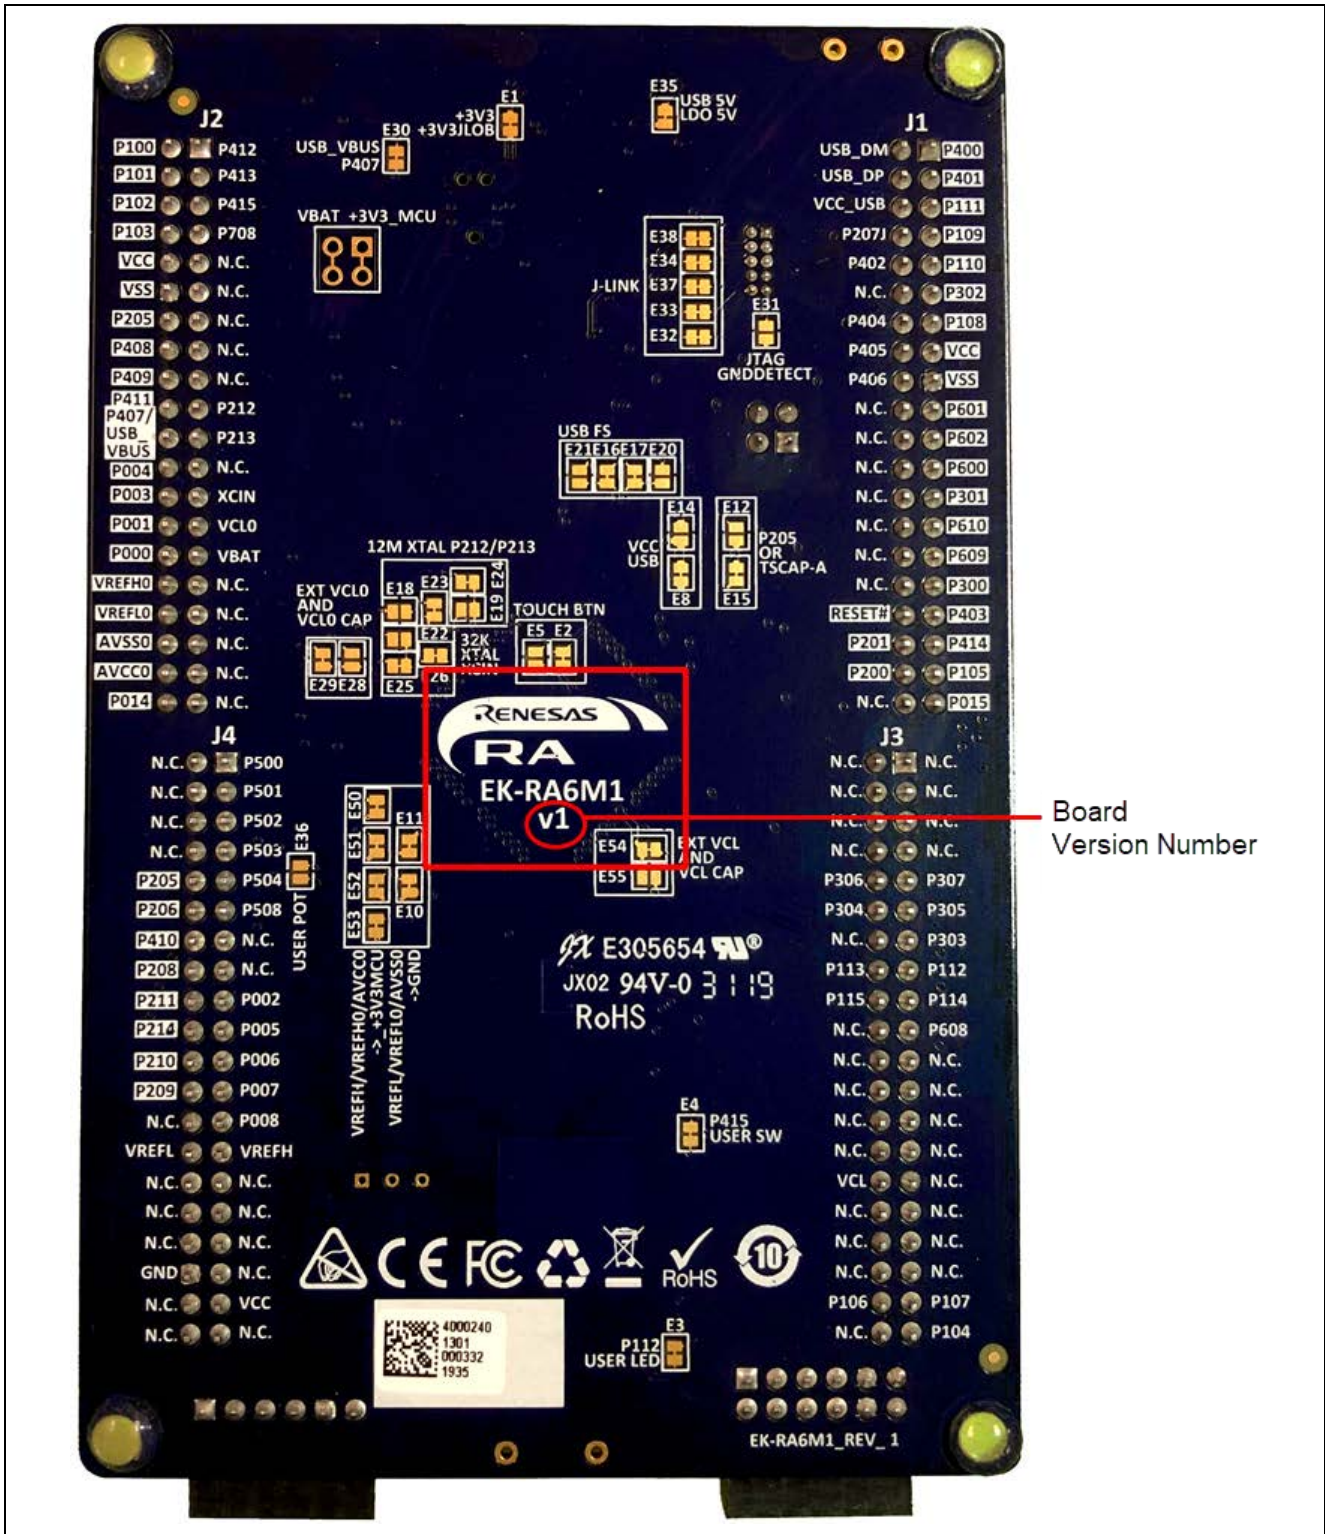 E35
USB 5V
LDO 5V
E1
+3V3
+3V3JLOB
E30
USB_VBUS
P407
VBAT +3V3_MCU
J2
P100 P412
P101 P413
P102 P415
P103 P708
VCC N.C.
VSS N.C.
P205 N.C.
P408 N.C.
P409 N.C.
P411
P407/ P212
USB_ P213
VBUS
P004 N.C.
P003 XCIN
P001 VCL0
P000 VBAT
VREFH0 N.C.
VREFL0 N.C.
AVSS0 N.C.
AVCC0 N.C.
P014 N.C.
J1
USB_DM P400
USB_DP P401
VCC_USB P111
P207J P109
P402 P110
N.C. P302
P404 P108
P405 VCC
P406 VSS
N.C. P601
N.C. P602
N.C. P600
N.C. P301
N.C. P610
N.C. P609
N.C. P300
RESET# P403
P201 P414
P200 P105
N.C. P015
J-LINK
E38
E34
E37
E33
E32
E31
JTAG
GNDDETECT
USB FS
E21 E16 E17 E20
E14
VCC
USB
E8
E12
P205
OR
TSCAP-A
E15
12M XTAL P212/P213
E18 E23 E24
E19
E22
32K
XTAL
XCIN
E25 26
EXT VCL0
AND
VCL0 CAP
E29 E28
TOUCH BTN
E5 E2
RENESAS
RA
EK-RA6M1
v1
Board
Version Number
E54 EXT VCL
AND
E55 VCL CAP
E50
E51 E11
E52
E53 E10
E36
USER POT
VREFH/VREFH0/AVCC0
->_+3V3MCU
VREFL/VREFL0/AVSS0
->GND
J4
N.C. P500
N.C. P501
N.C. P502
N.C. P503
P205 P504
P206 P508
P410 N.C.
P208 N.C.
P211 P002
P214 P005
P210 P006
P209 P007
N.C. P008
VREFL VREFH
N.C. N.C.
N.C. N.C.
N.C. N.C.
GND N.C.
N.C. VCC
N.C. N.C.
J3
N.C. N.C.
N.C. N.C.
N.C. N.C.
N.C. N.C.
P306 P307
P304 P305
N.C. P303
P113 P112
P115 P114
N.C. P608
N.C. N.C.
N.C. N.C.
N.C. N.C.
N.C. N.C.
VCL N.C.
N.C. N.C.
N.C. N.C.
N.C. N.C.
P106 P107
N.C. P104
JX E305654 ®
JX02 94V-0 3119
RoHS
E4
P415
USER SW
CE FC RoHS 10
4000240
1301
000332
1935
E3
P112
USER LED
EK-RA6M1_REV_ 1